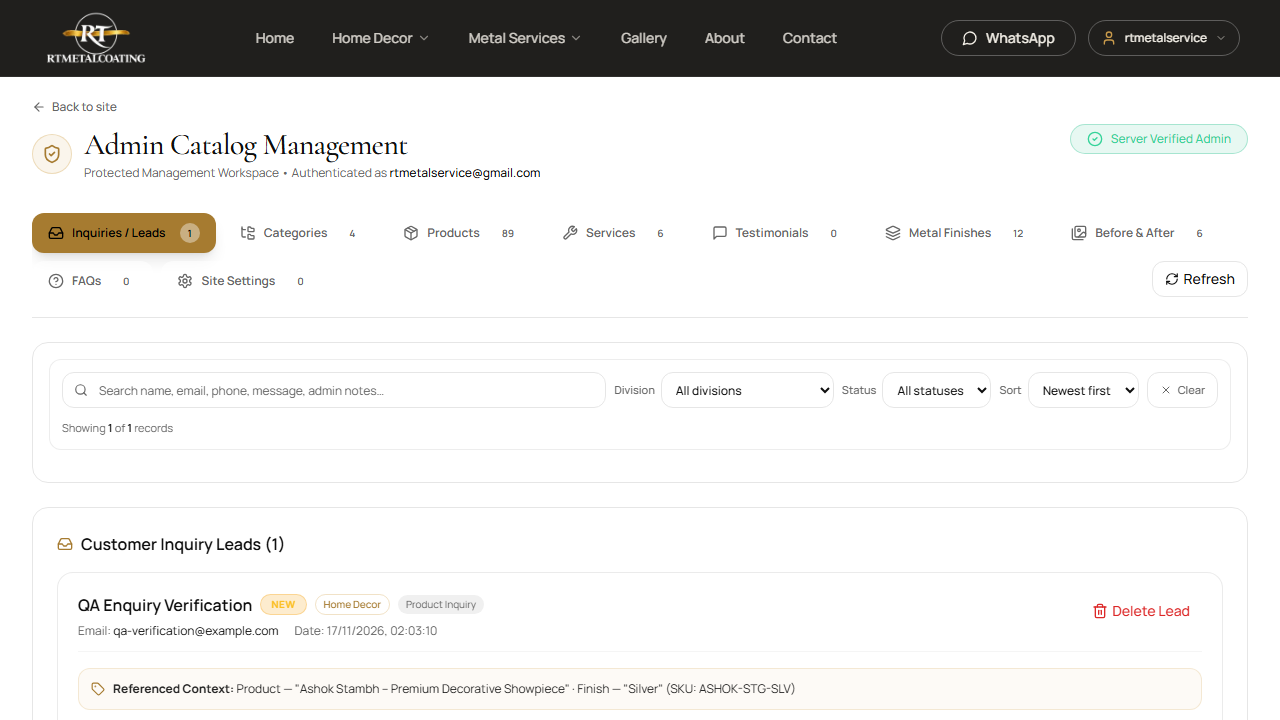 RT
RTMETALCOATING
Home
Home Decor
Metal Services
Gallery
About
Contact
WhatsApp
rtmetalservice
Back to site
Admin Catalog Management
Protected Management Workspace • Authenticated as rtmetalservice@gmail.com
Server Verified Admin
Inquiries / Leads 1
Categories 4
Products 89
Services 6
Testimonials 0
Metal Finishes 12
Before & After 6
FAQs 0
Site Settings 0
Refresh
Search name, email, phone, message, admin notes...
Division
All divisions
Status
All statuses
Sort
Newest first
Clear
Showing 1 of 1 records
Customer Inquiry Leads (1)
QA Enquiry Verification
NEW
Home Decor
Product Inquiry
Delete Lead
Email: qa-verification@example.com
Date: 17/11/2026, 02:03:10
Referenced Context: Product — "Ashok Stambh – Premium Decorative Showpiece" · Finish — "Silver" (SKU: ASHOK-STG-SLV)